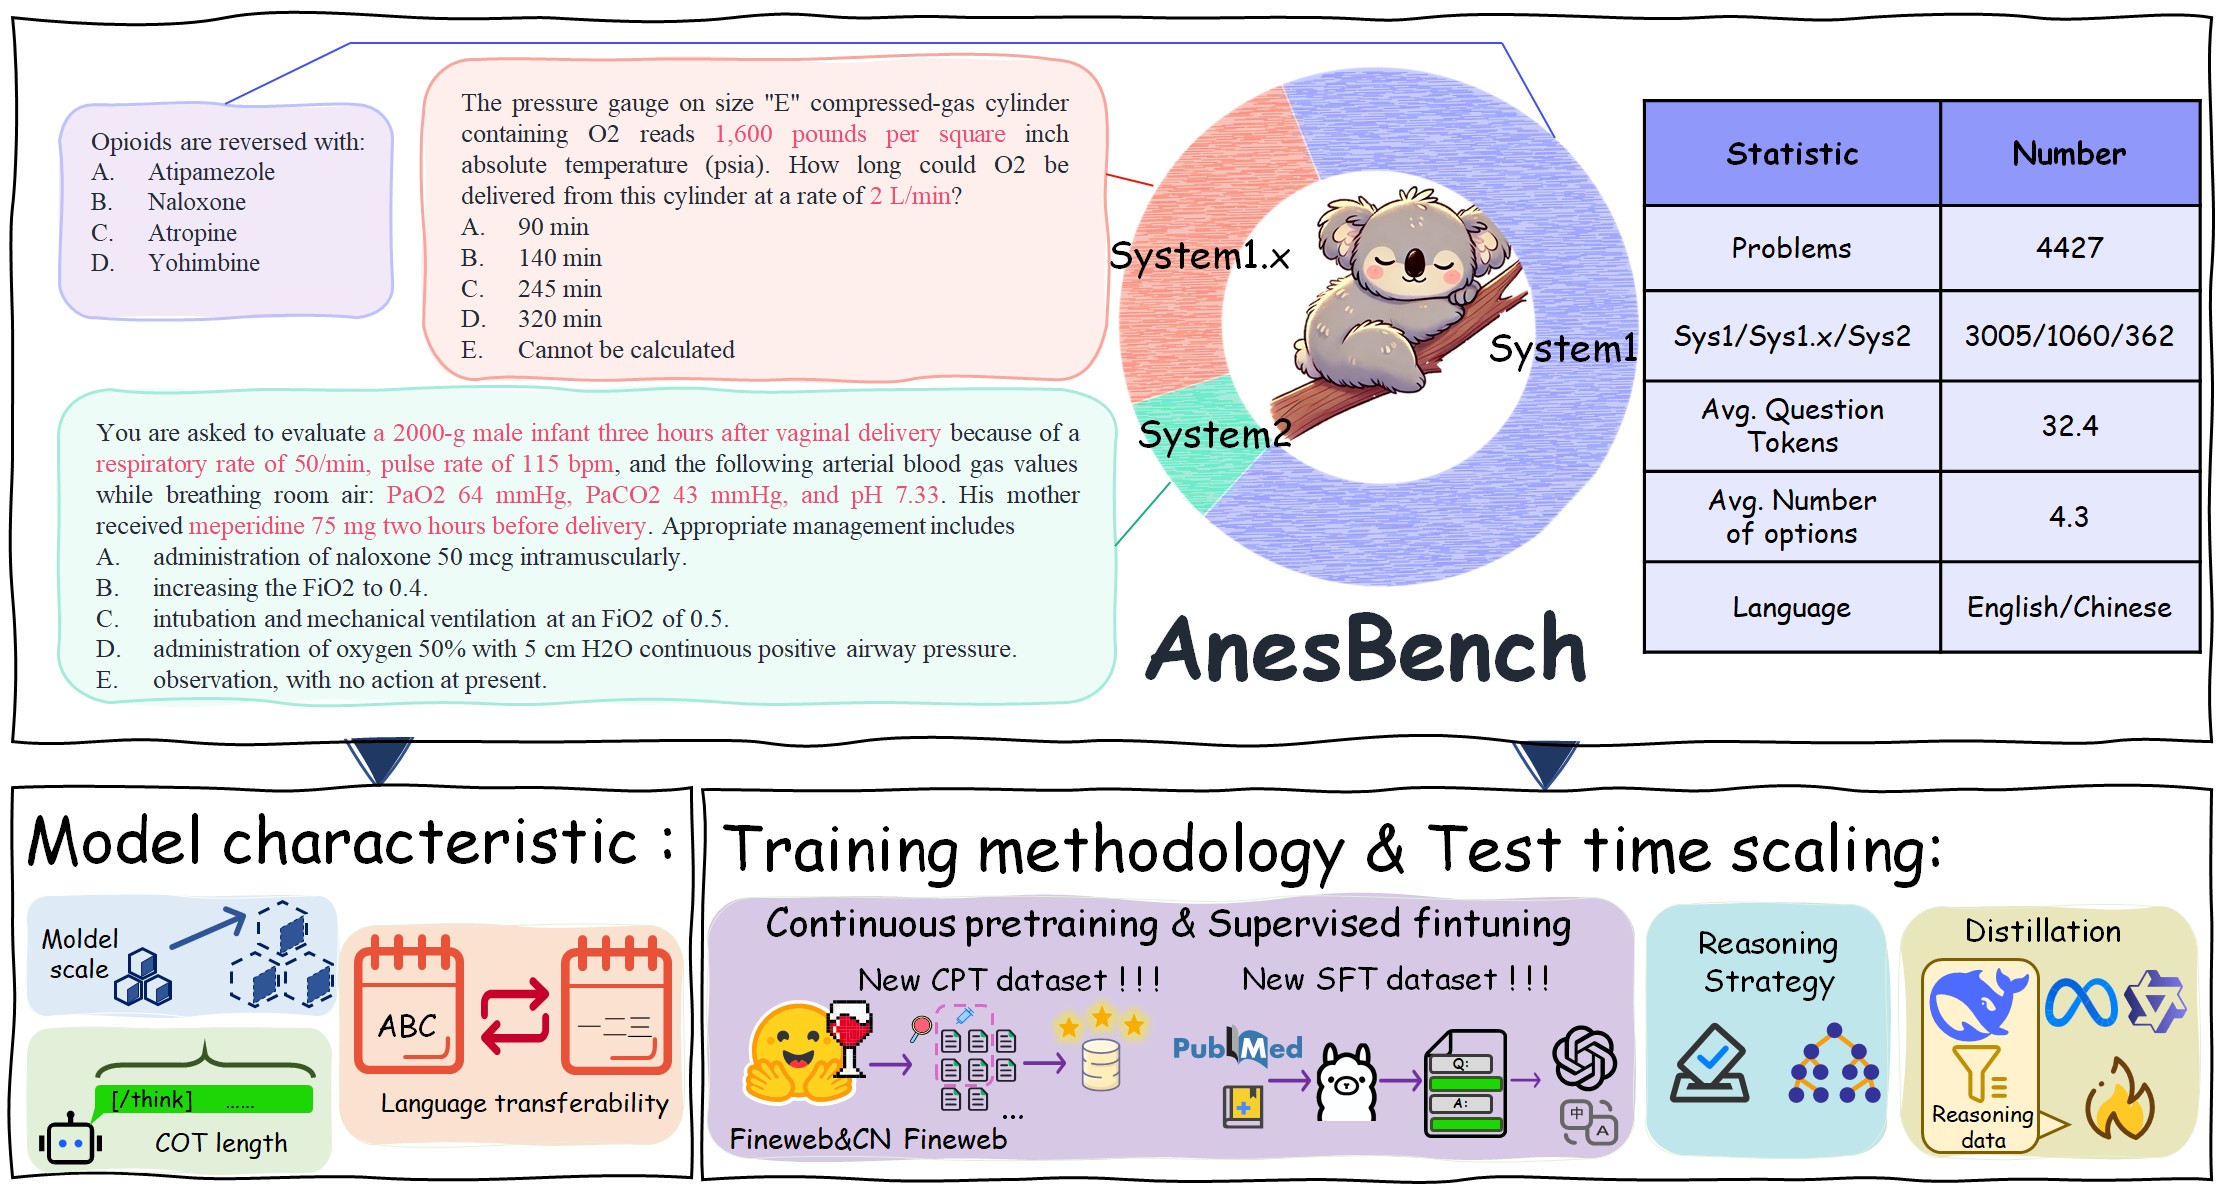 Opioids are reversed with:
A. Atipamezole
B. Naloxone
C. Atropine
D. Yohimbine
The pressure gauge on size "E" compressed-gas cylinder
containing O2 reads 1,600 pounds per square inch
absolute temperature (psia). How long could O2 be
delivered from this cylinder at a rate of 2 L/min?
A. 90 min
B. 140 min
C. 245 min
D. 320 min
E. Cannot be calculated
You are asked to evaluate a 2000-g male infant three hours after vaginal delivery because of a
respiratory rate of 50/min, pulse rate of 115 bpm, and the following arterial blood gas values
while breathing room air: PaO2 64 mmHg, PaCO2 43 mmHg, and pH 7.33. His mother
received meperidine 75 mg two hours before delivery. Appropriate management includes
A. administration of naloxone 50 mcg intramuscularly.
B. increasing the FiO2 to 0.4.
C. intubation and mechanical ventilation at an FiO2 of 0.5.
D. administration of oxygen 50% with 5 cm H2O continuous positive airway pressure.
E. observation, with no action at present.
System1.x
System1
System2
AnesBench
Statistic Number
Problems 4427
Sys1/Sys1.x/Sys2 3005/1060/362
Avg. Question
Tokens
32.4
Avg. Number
of options
4.3
Language English/Chinese
Model characteristic :
Moldel
scale
[/think] ......
COT length
ABC
一二三
Language transferability
Training methodology & Test time scaling:
Continuous pretraining & Supervised fintuning
New CPT dataset ! ! !
New SFT dataset ! ! !
...
Fineweb&CN Fineweb
PubMed
Q:
A:
中
A
Reasoning
Strategy
Distillation
Reasoning
data